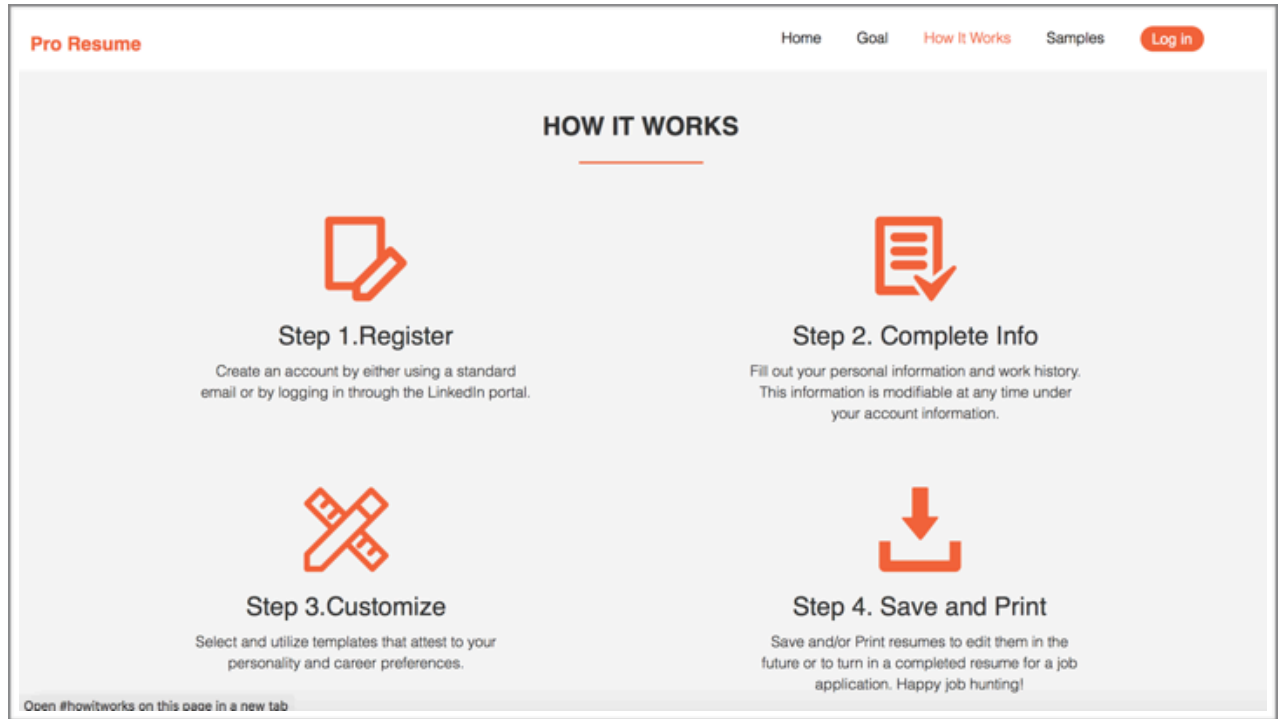 Pro Resume
Home Goal How It Works Samples Log in
HOW IT WORKS
Step 1.Register
Create an account by either using a standard
email or by logging in through the LinkedIn portal.
Step 2. Complete Info
Fill out your personal information and work history.
This information is modifiable at any time under
your account information.
Step 3.Customize
Select and utilize templates that attest to your
personality and career preferences.
Step 4. Save and Print
Save and/or Print resumes to edit them in the
future or to turn in a completed resume for a job
application. Happy job hunting!
Open #howitworks on this page in a new tab